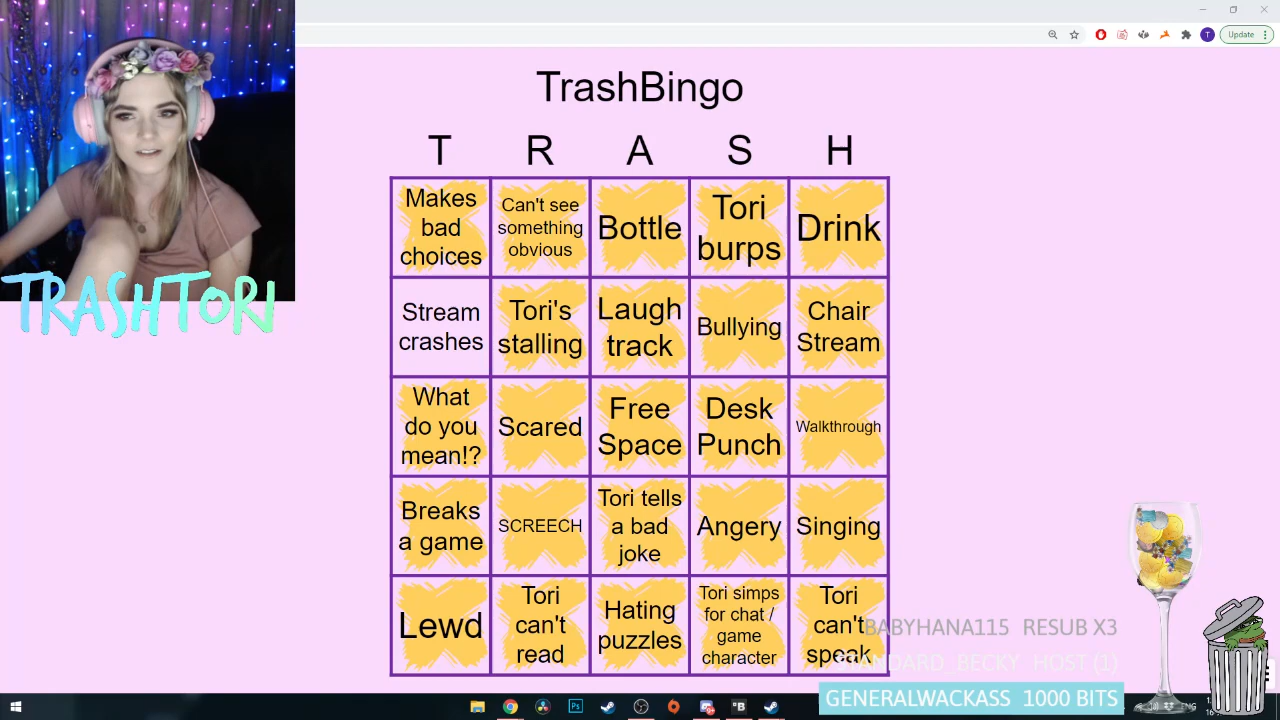 Update
TrashBingo
T R A S H
Makes
bad
choices
Can't see
something
obvious
Bottle
Tori
burps
Drink
Stream
crashes
Tori's
stalling
Laugh
track
Bullying
Chair
Stream
What
do you
mean!?
Scared
Free
Space
Desk
Punch
Walkthrough
Breaks
a game
SCREECH
Tori tells
a bad
joke
Angery
Singing
Lewd
Tori
can't
read
Hating
puzzles
Tori simps
for chat /
game
character
Tori
can't
speak
TRASHTORI
BABYHANA115 RESUB X3
STANDARD_BECKY_HOST (1)
GENERALWACKASS 1000 BITS
ENG